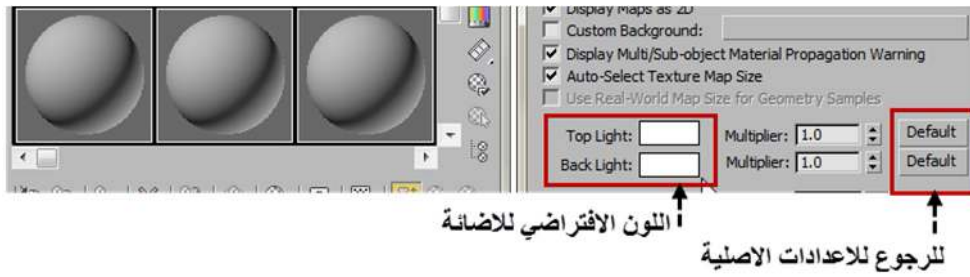 Display Maps as 2D
Custom Background:
Display Multi/Sub-object Material Propagation Warning
Auto-Select Texture Map Size
Use Real-World Map Size for Geometry Samples
Top Light: Multiplier: 1.0 Default
Back Light: Multiplier: 1.0 Default
اللون الافتراضي للاضائة
للرجوع للاعدادات الاصلية